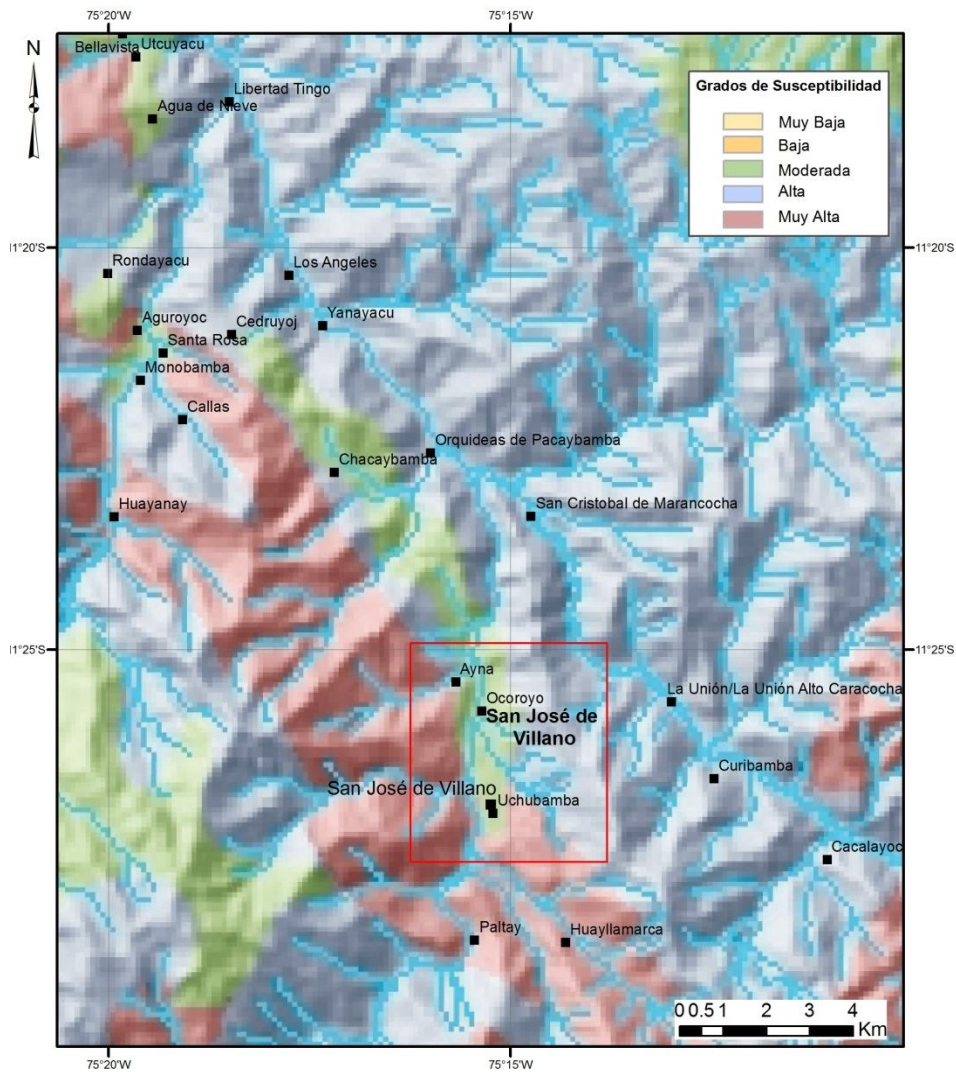 75°20'W
75°15'W
N
Bellavista
Utcuyacu
Libertad Tingo
Agua de Nieve
Grados de Susceptibilidad
Muy Baja
Baja
Moderada
Alta
Muy Alta
11°20'S
11°20'S
Rondayacu
Los Angeles
Aguroyoc
Cedruyoj
Yanayacu
Santa Rosa
Monobamba
Callas
Orquideas de Pacaybamba
Chacaybamba
San Cristobal de Marancocha
Huayanay
11°25'S
11°25'S
Ayna
La Unión/La Unión Alto Caracocha
Ocoroyo
San José de
Villano
Curibamba
San José de Villano
Uchubamba
Cacalayoc
Paltay
Huayllamarca
0 0.5 1 2 3 4
Km
75°20'W
75°15'W